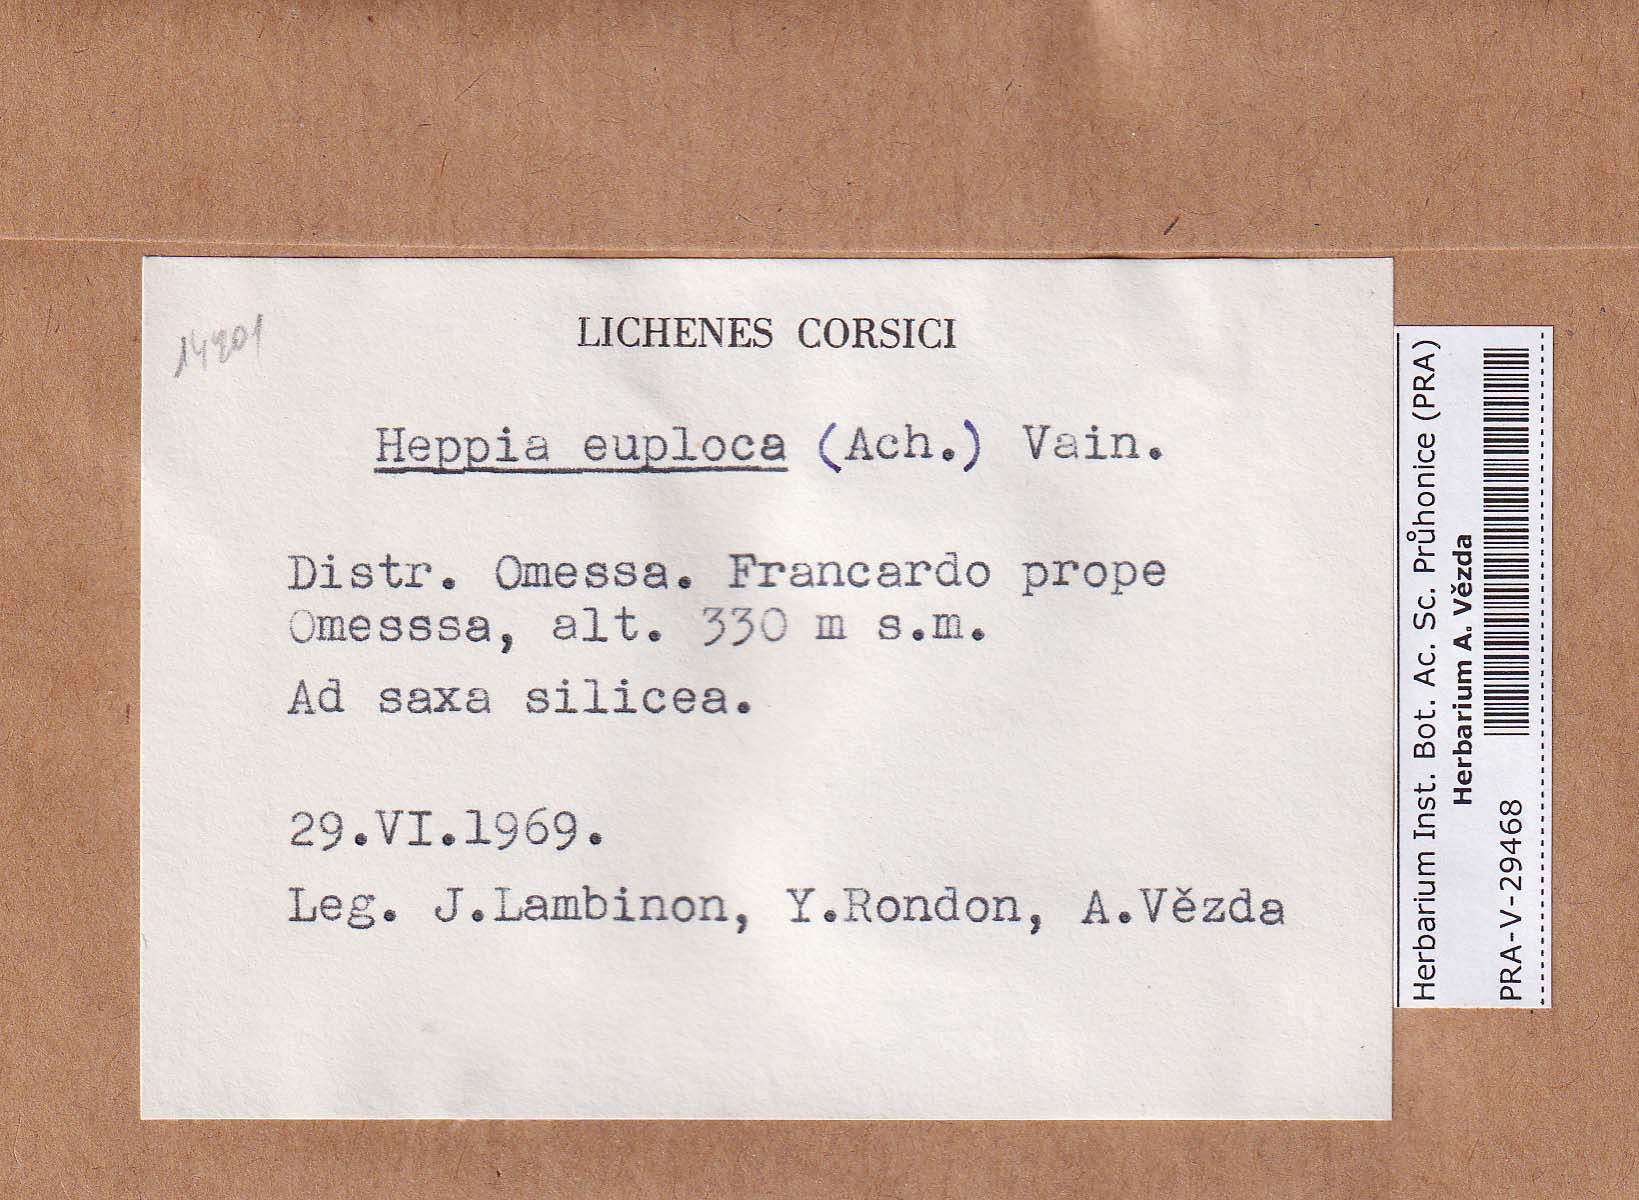 14201
LICHENES CORSICI
Heppia euploca (Ach.) Vain.
Distr. Omessa. Francardo prope
Omesssa, alt. 330 m s.m.
Ad saxa silicea.
29.VI.1969.
Leg. J.Lambinon, Y.Rondon, A.Vězda
Herbarium Inst. Bot. Ac. Sc. Průhonice (PRA)
Herbarium A. Vězda
PRA-V-29468